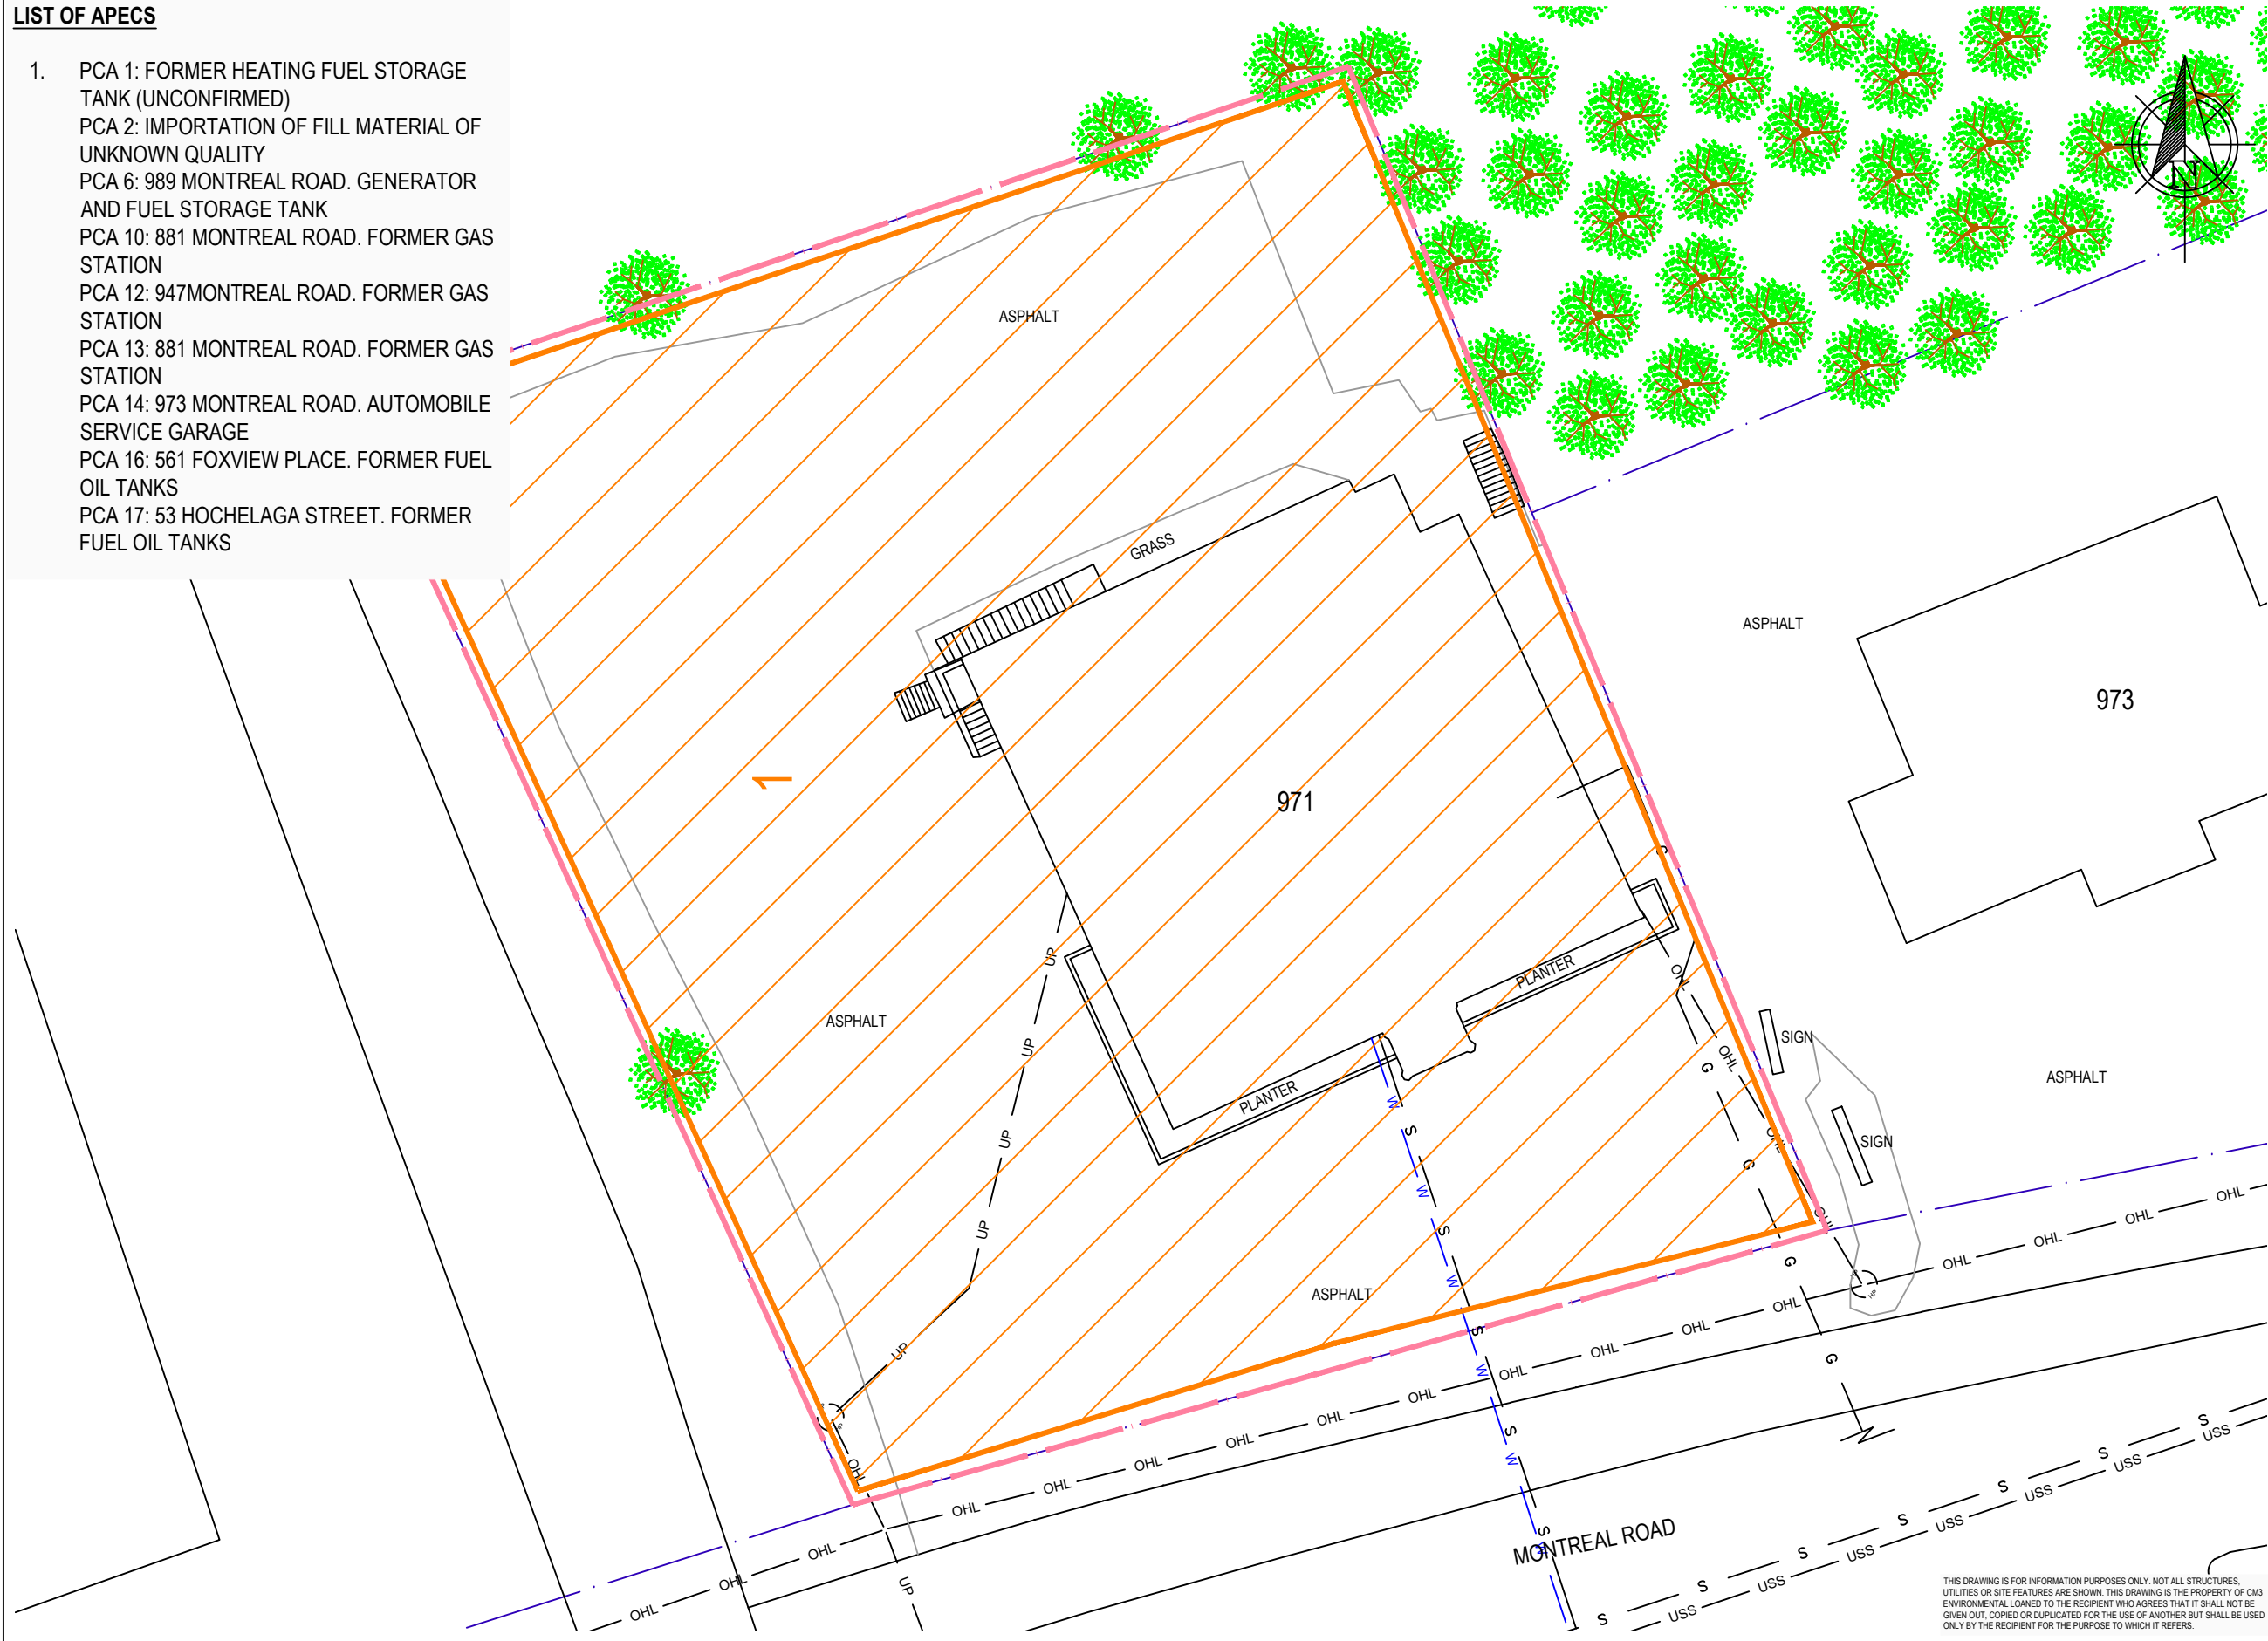 LIST OF APECS
1. PCA 1: FORMER HEATING FUEL STORAGE
TANK (UNCONFIRMED)
PCA 2: IMPORTATION OF FILL MATERIAL OF
UNKNOWN QUALITY
PCA 6: 989 MONTREAL ROAD. GENERATOR
AND FUEL STORAGE TANK
PCA 10: 881 MONTREAL ROAD. FORMER GAS
STATION
PCA 12: 947MONTREAL ROAD. FORMER GAS
STATION
PCA 13: 881 MONTREAL ROAD. FORMER GAS
STATION
PCA 14: 973 MONTREAL ROAD. AUTOMOBILE
SERVICE GARAGE
PCA 16: 561 FOXVIEW PLACE. FORMER FUEL
OIL TANKS
PCA 17: 53 HOCHELAGA STREET. FORMER
FUEL OIL TANKS
N
ASPHALT
GRASS
ASPHALT
973
1
971
G
UP
PLANTER
OHL
ASPHALT
SIGN
UP
OHL
G
ASPHALT
PLANTER
W
S
UP
OHL
SIGN
G
W
S
UP
OHL
OHL
OHL
OHL
OHL
G
W
ASPHALT
HP
OHL
OHL
S
UP
OHL
G
W
OHL
OHL
OHL
S
W
OHL
OHL
OHL
OHL
OHL
OHL
OHL
UP
S
W
MONTREAL ROAD
S
USS
S
USS
S
USS
S
USS
S
USS
S
USS
S
THIS DRAWING IS FOR INFORMATION PURPOSES ONLY. NOT ALL STRUCTURES,
UTILITIES OR SITE FEATURES ARE SHOWN. THIS DRAWING IS THE PROPERTY OF CM3
ENVIRONMENTAL LOANED TO THE RECIPIENT WHO AGREES THAT IT SHALL NOT BE
GIVEN OUT, COPIED OR DUPLICATED FOR THE USE OF ANOTHER BUT SHALL BE USED
ONLY BY THE RECIPIENT FOR THE PURPOSE TO WHICH IT REFERS.